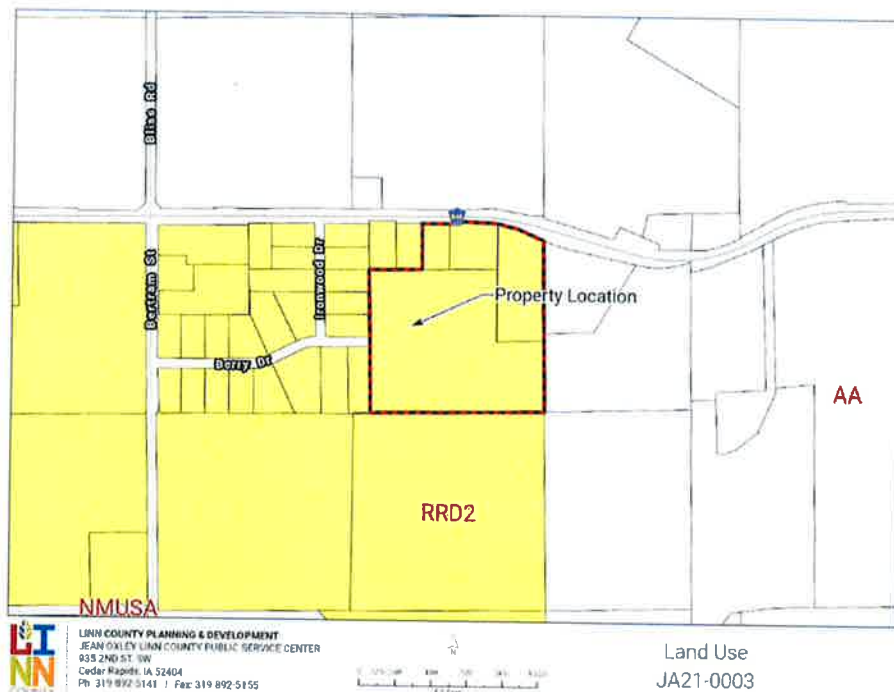 Bliss Rd
Ironwood Dr
Bertram St
Property Location
Berry Dr
AA
RRD2
NMUSA
LINN
COUNTY
LINN COUNTY PLANNING & DEVELOPMENT
JEAN OXLEY LINN COUNTY PUBLIC SERVICE CENTER
935 2ND ST. SW
Cedar Rapids, IA 52404
Ph 319-892-5141 / Fax 319-892-5155
N
Land Use
JA21-0003